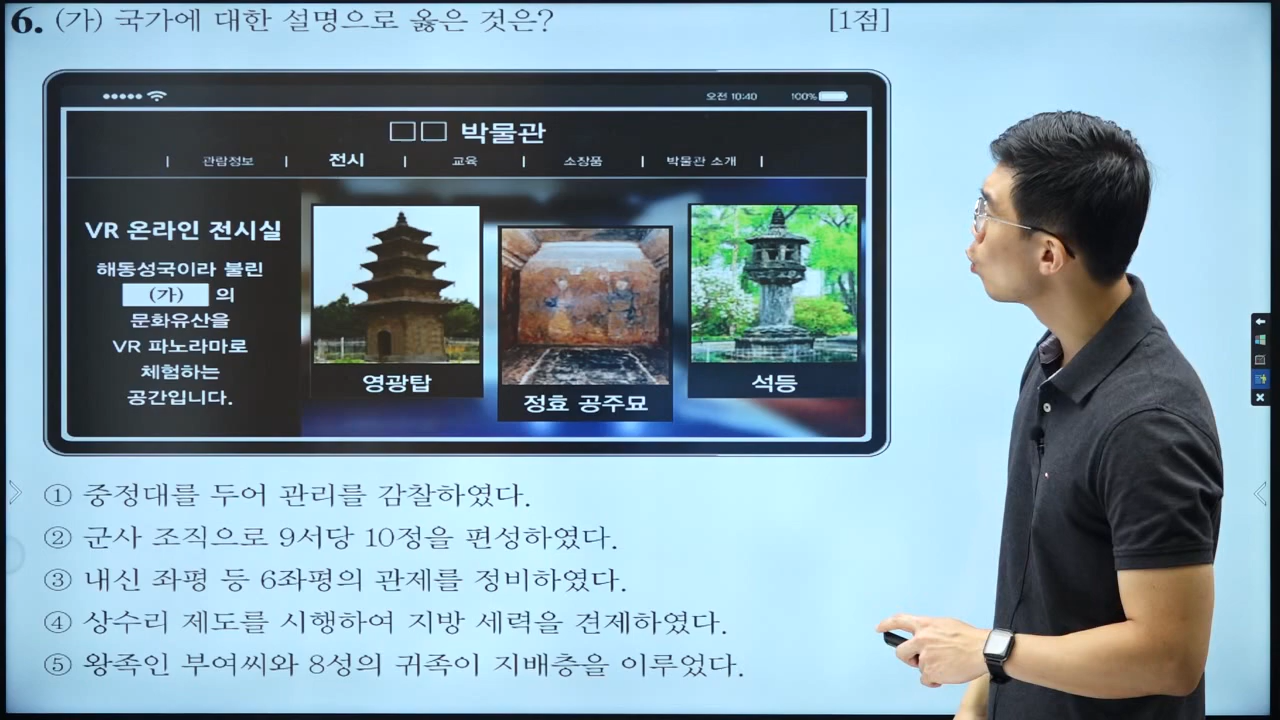 6. (가) 국가에 대한 설명으로 옳은 것은? [1점]
오전 10:40 100%
□□ 박물관
관람정보 | 전시 | 교육 | 소장품 | 박물관 소개
VR 온라인 전시실
해동성국이라 불린
(가) 의
문화유산을
VR 파노라마로
체험하는
공간입니다.
영광탑
정효 공주묘
석등
① 중정대를 두어 관리를 감찰하였다.
② 군사 조직으로 9서당 10정을 편성하였다.
③ 내신 좌평 등 6좌평의 관제를 정비하였다.
④ 상수리 제도를 시행하여 지방 세력을 견제하였다.
⑤ 왕족인 부여씨와 8성의 귀족이 지배층을 이루었다.